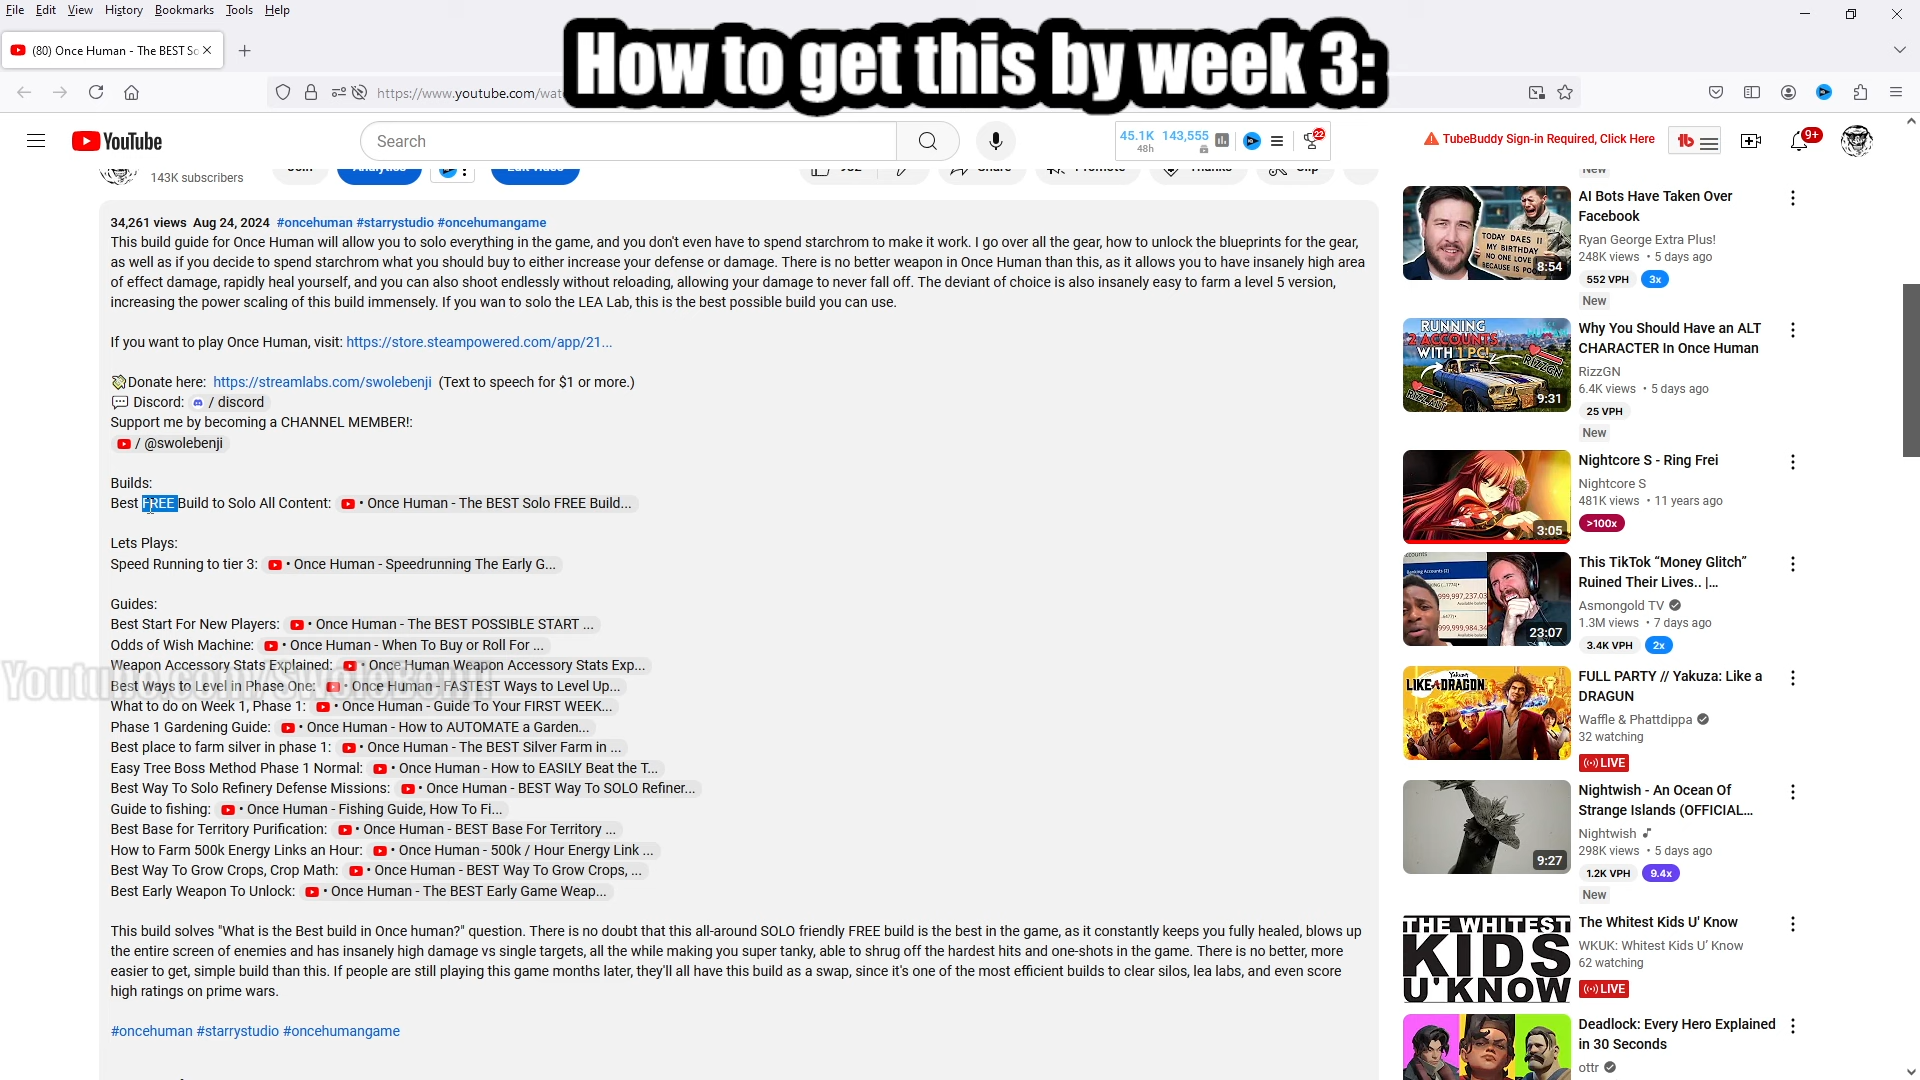 File Edit View History Bookmarks Tools Help
(80) Once Human - The BEST So
How to get this by week 3:
https://www.youtube.com/wat
YouTube
Search
45.1K 143,555
48h
22
TubeBuddy Sign-in Required, Click Here
9+
143K subscribers
34,261 views Aug 24, 2024 #oncehuman #starrystudio #oncehumangame
This build guide for Once Human will allow you to solo everything in the game, and you don't even have to spend starchrom to make it work. I go over all the gear, how to unlock the blueprints for the gear,
as well as if you decide to spend starchrom what you should buy to either increase your defense or damage. There is no better weapon in Once Human than this, as it allows you to have insanely high area
of effect damage, rapidly heal yourself, and you can also shoot endlessly without reloading, allowing your damage to never fall off. The deviant of choice is also insanely easy to farm a level 5 version,
increasing the power scaling of this build immensely. If you wan to solo the LEA Lab, this is the best possible build you can use.
If you want to play Once Human, visit: https://store.steampowered.com/app/21...
Donate here: https://streamlabs.com/swolebenji (Text to speech for $1 or more.)
Discord: / discord
Support me by becoming a CHANNEL MEMBER!:
/ @swolebenji
Builds:
Best FREE Build to Solo All Content: • Once Human - The BEST Solo FREE Build...
Lets Plays:
Speed Running to tier 3: • Once Human - Speedrunning The Early G...
Guides:
Best Start For New Players: • Once Human - The BEST POSSIBLE START ...
Odds of Wish Machine: • Once Human - When To Buy or Roll For ...
Weapon Accessory Stats Explained: • Once Human Weapon Accessory Stats Exp...
Youtube.com/SwoleBenji
Best Ways to Level in Phase One: • Once Human - FASTEST Ways to Level Up...
What to do on Week 1, Phase 1: • Once Human - Guide To Your FIRST WEEK...
Phase 1 Gardening Guide: • Once Human - How to AUTOMATE a Garden...
Best place to farm silver in phase 1: • Once Human - The BEST Silver Farm in ...
Easy Tree Boss Method Phase 1 Normal: • Once Human - How to EASILY Beat the T...
Best Way To Solo Refinery Defense Missions: • Once Human - BEST Way To SOLO Refiner...
Guide to fishing: • Once Human - Fishing Guide, How To Fi...
Best Base for Territory Purification: • Once Human - BEST Base For Territory ...
How to Farm 500k Energy Links an Hour: • Once Human - 500k / Hour Energy Link ...
Best Way To Grow Crops, Crop Math: • Once Human - BEST Way To Grow Crops, ...
Best Early Weapon To Unlock: • Once Human - The BEST Early Game Weap...
This build solves "What is the Best build in Once human?" question. There is no doubt that this all-around SOLO friendly FREE build is the best in the game, as it constantly keeps you fully healed, blows up
the entire screen of enemies and has insanely high damage vs single targets, all the while making you super tanky, able to shrug off the hardest hits and one-shots in the game. There is no better, more
easier to get, simple build than this. If people are still playing this game months later, they'll all have this build as a swap, since it's one of the most efficient builds to clear silos, lea labs, and even score
high ratings on prime wars.
#oncehuman #starrystudio #oncehumangame
New
TODAY DAES II
MY BIRTHDAY
NO ONE LOVE
BECAUSE IS PO
8:54
AI Bots Have Taken Over
Facebook
Ryan George Extra Plus!
248K views • 5 days ago
552 VPH 3x
New
RUNNING
2 ACCOUNTS
WITH 1 PC!
RIZZGN
RIZZ ALT
9:31
Why You Should Have an ALT
CHARACTER In Once Human
RizzGN
6.4K views • 5 days ago
25 VPH
New
3:05
Nightcore S - Ring Frei
Nightcore S
481K views • 11 years ago
>100x
23:07
This TikTok “Money Glitch”
Ruined Their Lives.. |...
Asmongold TV
1.3M views • 7 days ago
3.4K VPH 2x
Yakuza
LIKE A DRAGON
FULL PARTY // Yakuza: Like a
DRAGUN
Waffle & Phattdippa
32 watching
LIVE
9:27
Nightwish - An Ocean Of
Strange Islands (OFFICIAL...
Nightwish
298K views • 5 days ago
1.2K VPH 9.4x
New
THE WHITEST
KIDS
U'KNOW
The Whitest Kids U' Know
WKUK: Whitest Kids U' Know
62 watching
LIVE
Deadlock: Every Hero Explained
in 30 Seconds
ottr